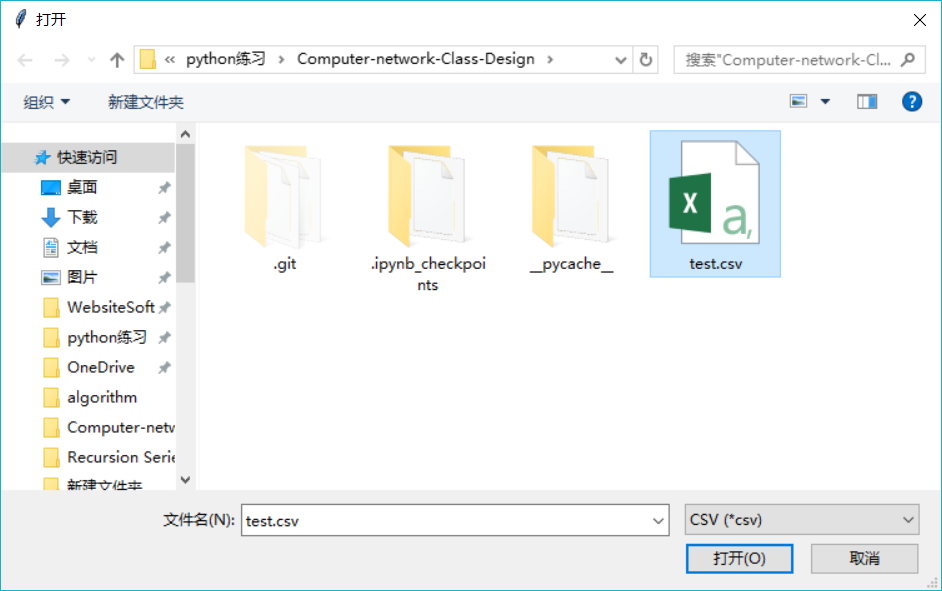 打开
« python练习 › Computer-network-Class-Design ›
搜索"Computer-network-Cl...
组织
新建文件夹
快速访问
桌面
下载
文档
图片
WebsiteSoft
python练习
OneDrive
algorithm
Computer-netw
Recursion Serie
新建文件夹
.git
.ipynb_checkpoi
nts
__pycache__
X
a,
test.csv
文件名(N):
test.csv
CSV (*csv)
打开(O)
取消